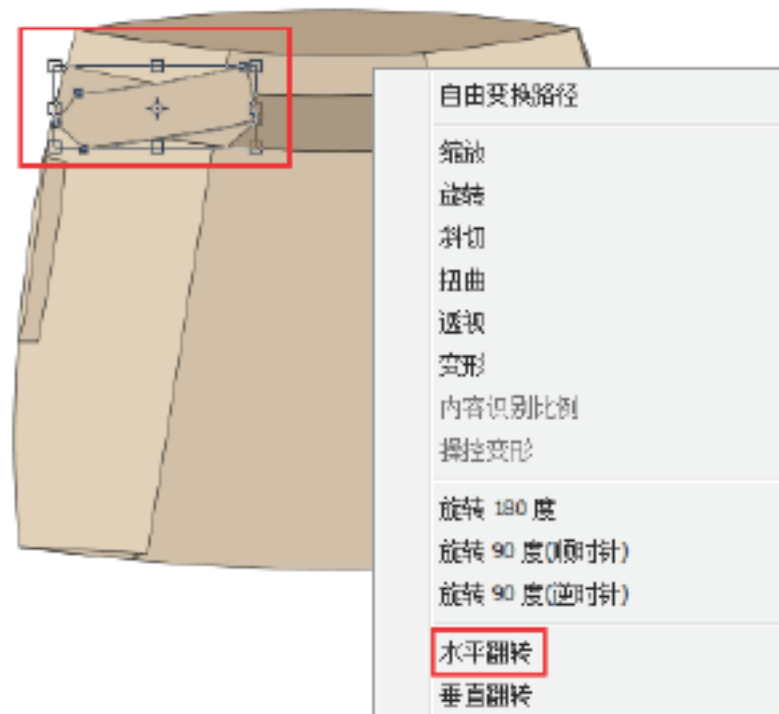 自由变换路径
缩放
旋转
斜切
扭曲
透视
变形
内容识别比例
操控变形
旋转 180 度
旋转 90 度(顺时针)
旋转 90 度(逆时针)
水平翻转
垂直翻转